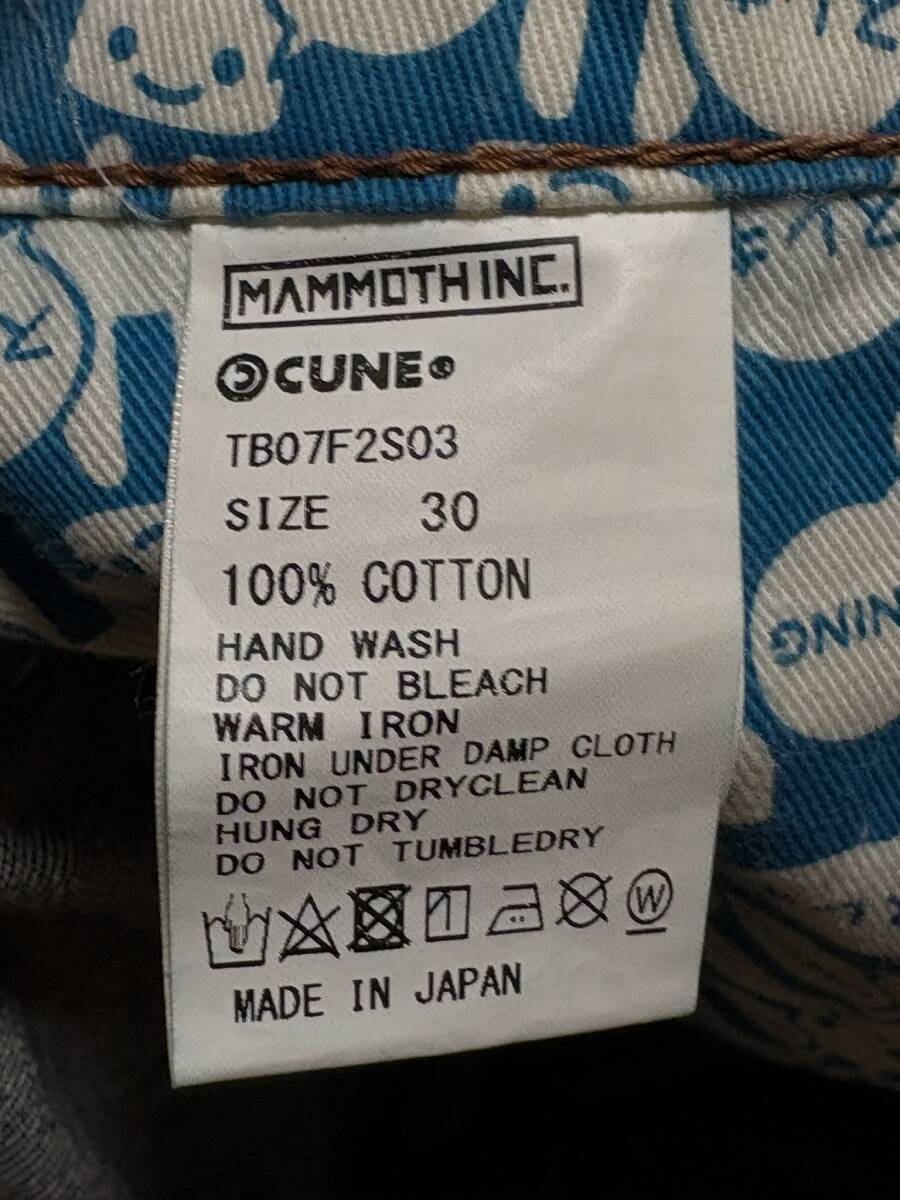 MAMMOTH INC.
CUNE®
TB07F2S03
SIZE 30
100% COTTON
HAND WASH
DO NOT BLEACH
WARM IRON
IRON UNDER DAMP CLOTH
DO NOT DRYCLEAN
HUNG DRY
DO NOT TUMBLEDRY
W
MADE IN JAPAN
NING